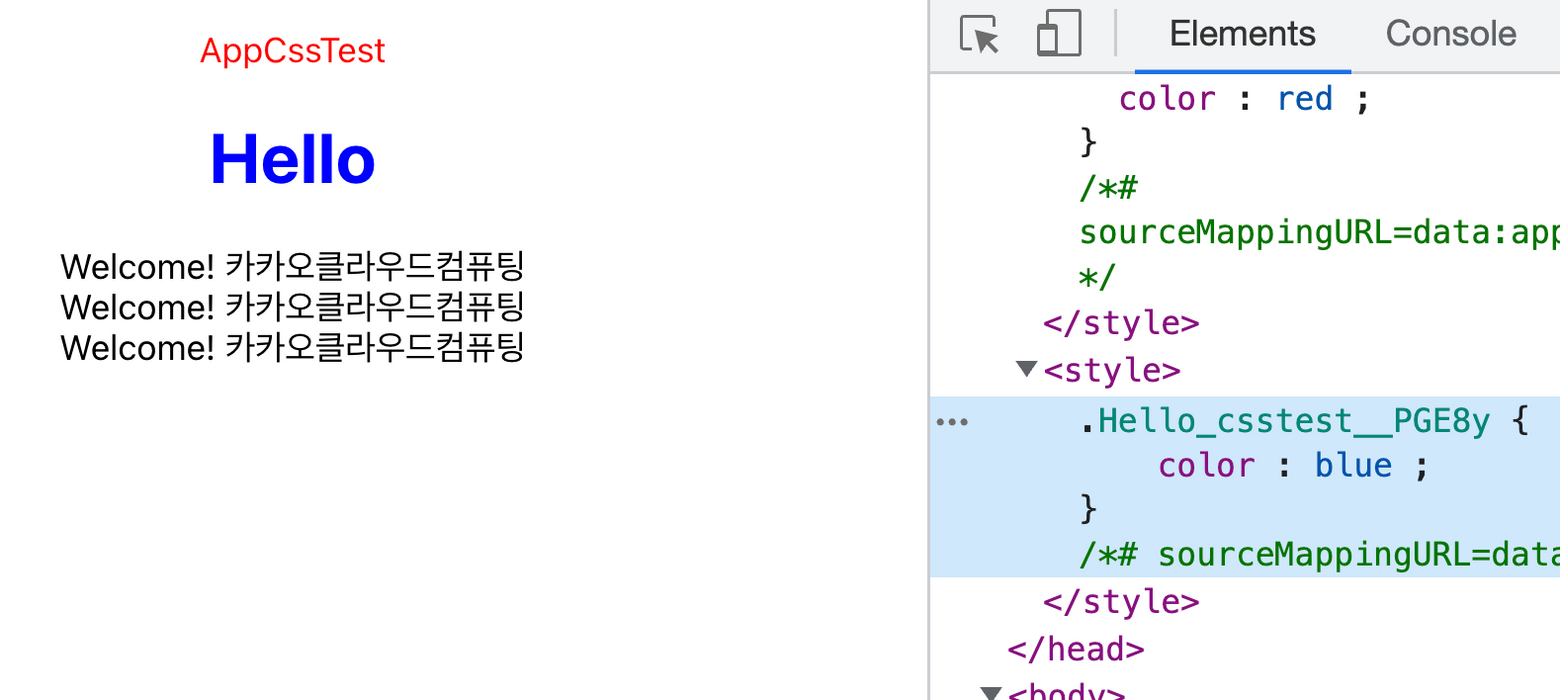 AppCssTest
Hello
Welcome! 카카오클라우드컴퓨팅
Welcome! 카카오클라우드컴퓨팅
Welcome! 카카오클라우드컴퓨팅
Elements Console
color : red ;
}
/*#
sourceMappingURL=data:app
*/
</style>
<style>
.Hello_csstest__PGE8y {
color : blue ;
}
/*# sourceMappingURL=data
</style>
</head>
<body>